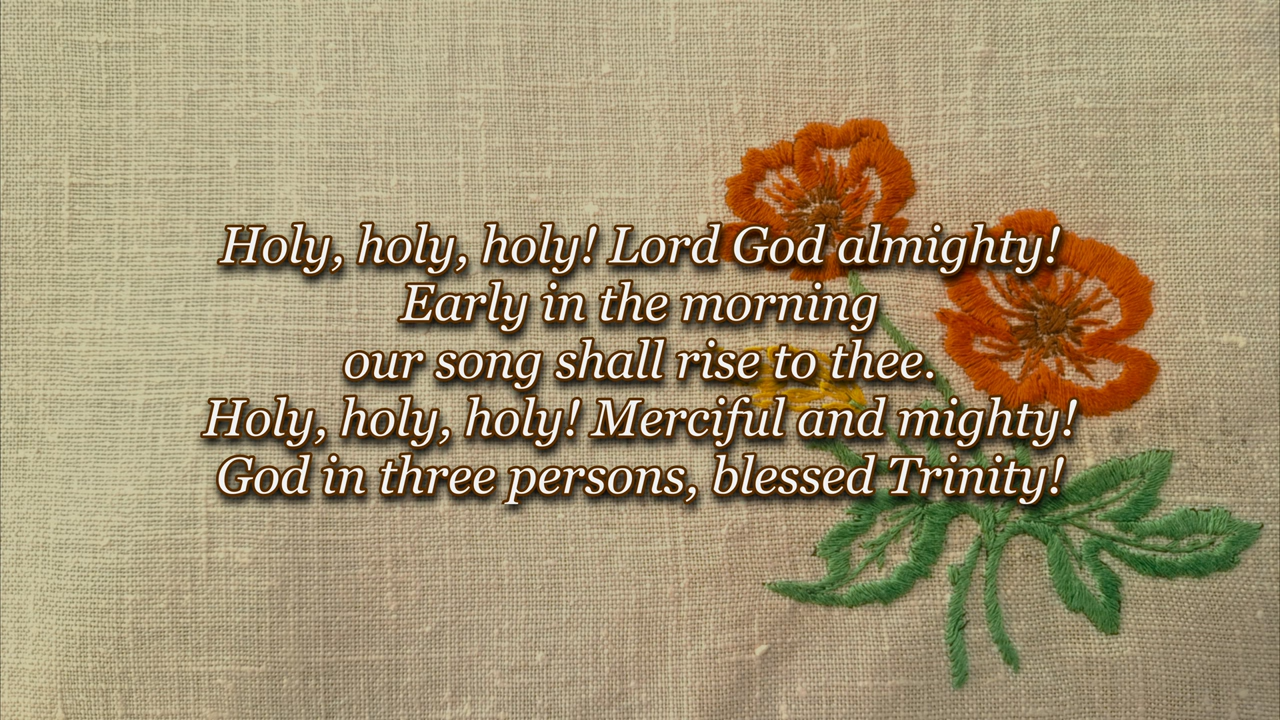 Holy, holy, holy! Lord God almighty!
Early in the morning
our song shall rise to thee.
Holy, holy, holy! Merciful and mighty!
God in three persons, blessed Trinity!